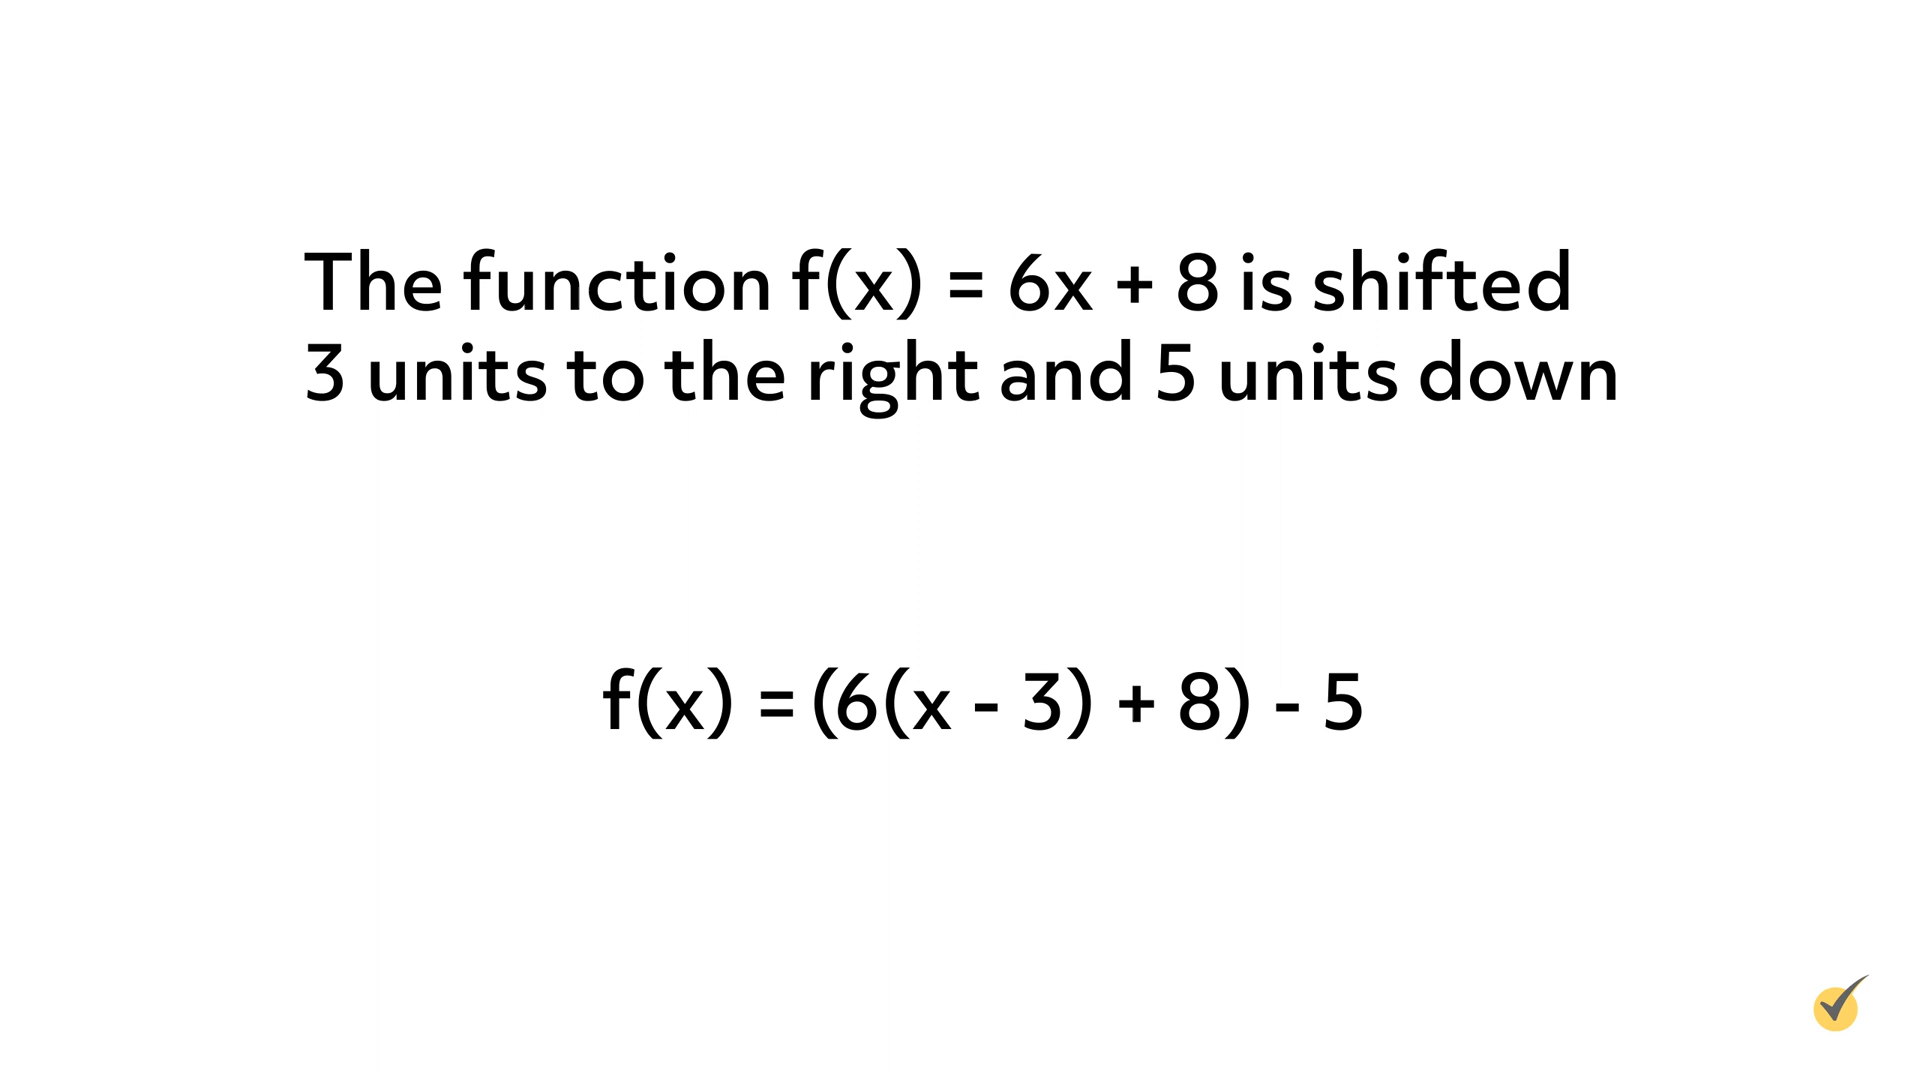 The function f(x) = 6x + 8 is shifted
3 units to the right and 5 units down
f(x) = (6(x - 3) + 8) - 5